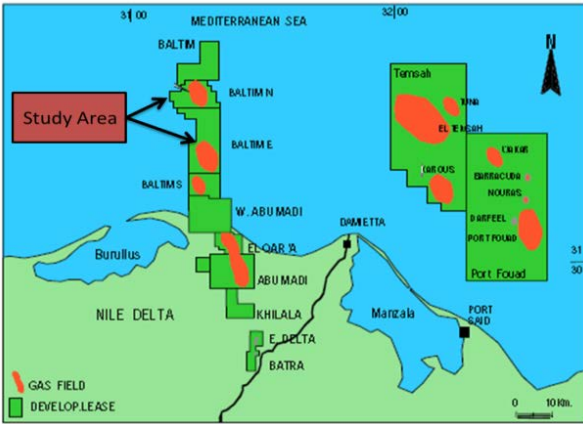 31 00
32 00
MEDITERRANEAN SEA
BALTIM
N
BALTIM N
Study Area
Temsah
TUNA
EL TEMSAH
BALTIM E
BARRACUDA
NOURAS
BALTIM S
W. ABU MADI
DARFEEL
PORT FOUAD
DAMIETTA
EL QAR'A
Burullus
31
30
ABU MADI
Port Fouad
NILE DELTA
KHILALA
Manzala
PORT
SAID
E. DELTA
BATRA
GAS FIELD
DEVELOP.LEASE
0 10 Km.